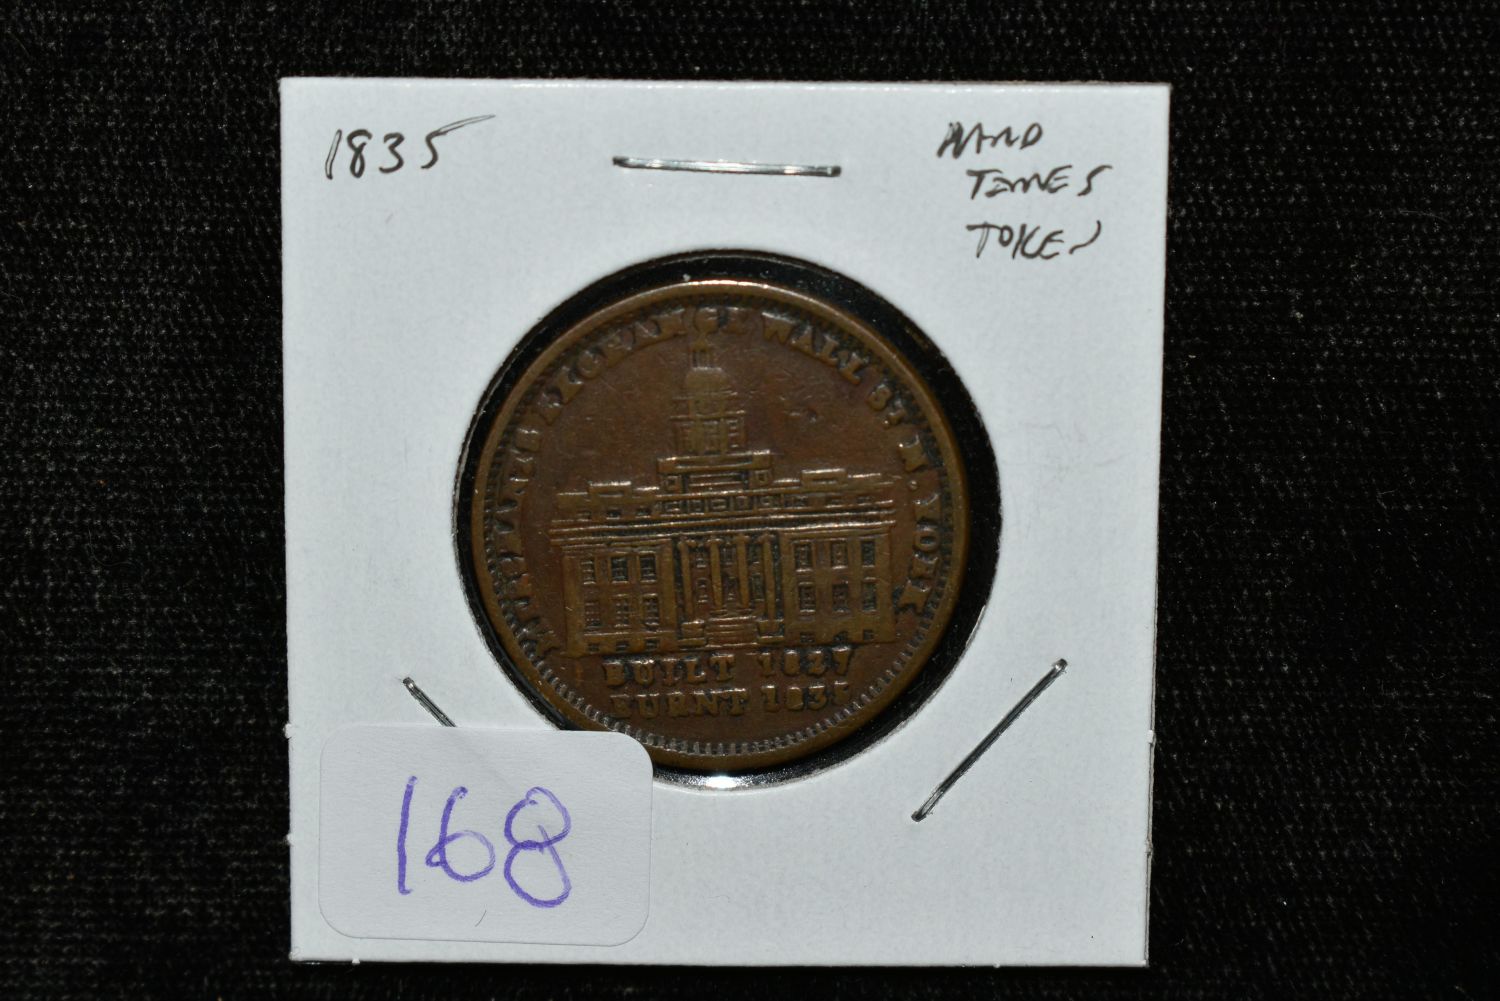 1835
HARD
TIMES
TOKEN
MERCHANTS EXCHANGE WALL ST. N. YORK
BUILT 1827
BURNT 1835
168